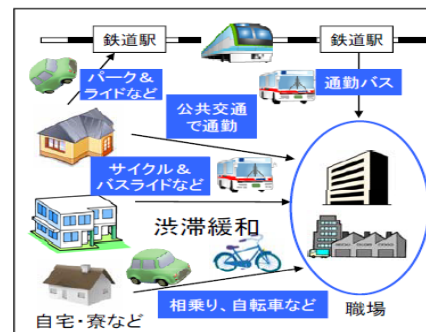 鉄道駅
鉄道駅
パーク&
ライドなど
通勤バス
公共交通
で通勤
サイクル&
バスライドなど
渋滞緩和
相乗り、自転車など
自宅・寮など
職場